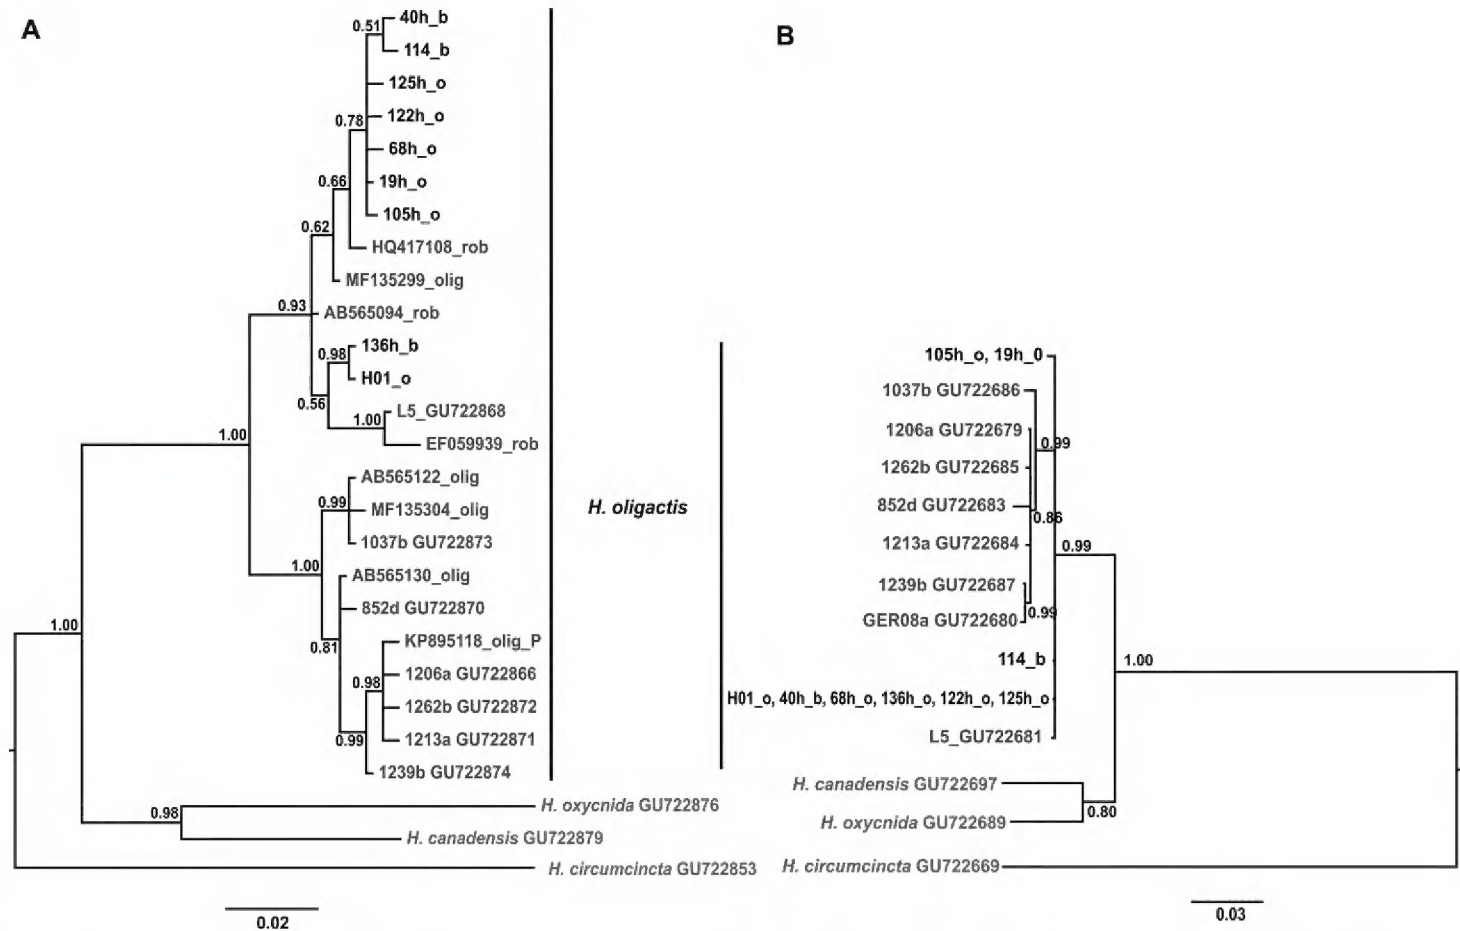 A
0.51
40h_b
114_b
125h_o
0.78
122h_o
68h_o
0.66
19h_o
105h_o
0.62
HQ417108_rob
MF135299_olig
0.93
AB565094_rob
136h_b
0.98
H01_o
0.56
L5_GU722868
1.00
EF059939_rob
1.00
AB565122_olig
0.99
MF135304_olig
1037b GU722873
1.00
AB565130_olig
852d GU722870
0.81
KP895118_olig_P
1206a GU722866
0.98
1262b GU722872
1213a GU722871
0.99
1239b GU722874
1.00
H. oxycnida GU722876
0.98
H. canadensis GU722879
H. circumcincta GU722853
0.02
H. oligactis
B
105h_o, 19h_0
1037b GU722686
1206a GU722679
0.99
1262b GU722685
852d GU722683
0.86
1213a GU722684
0.99
1239b GU722687
0.99
GER08a GU722680
114_b
1.00
H01_o, 40h_b, 68h_o, 136h_o, 122h_o, 125h_o
L5_GU722681
H. canadensis GU722697
0.80
H. oxycnida GU722689
H. circumcincta GU722669
0.03